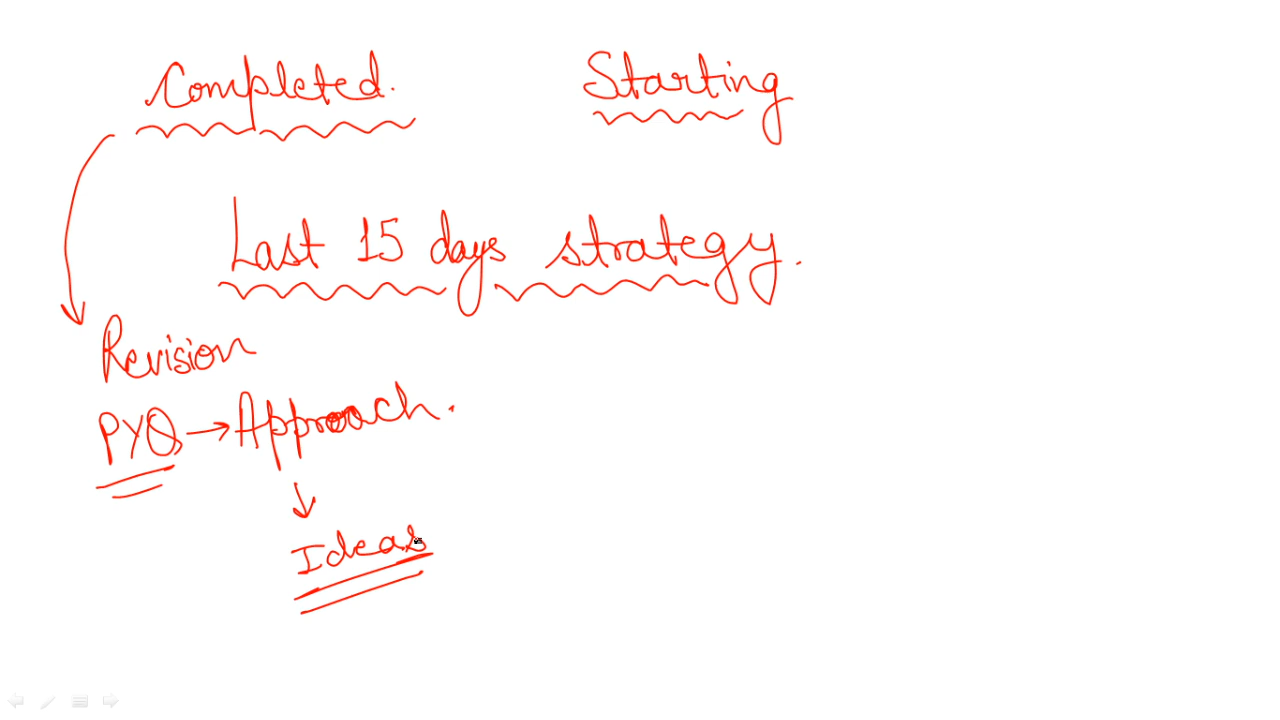 Completed. Starting
Last 15 days strategy.
Revision
PYQ → Approach.
↓
Ideas